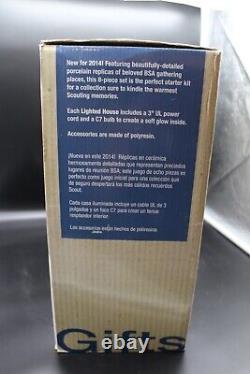 New for 2014! Featuring beautifully-detailed
porcelain replicas of beloved BSA gathering
places, this 8-piece set is the perfect starter kit
for a collection sure to kindle the warmest
Scouting memories.
Each Lighted House includes a 3" UL power
cord and a C7 bulb to create a soft glow inside.
Accessories are made of polyresin.
¡Nueva en este 2014! Réplicas en cerámica
hermosamente detalladas que representan preciados
lugares de reunión BSA; este juego de ocho piezas es
perfecto como juego inicial para una colección que
de seguro despertará los más cálidos recuerdos
Scout.
Cada casa iluminada incluye un cable UL de 3
pulgadas y un foco C7 para crear un tenue
resplandor interior.
Los accesorios están hechos de poliresina
Gifts